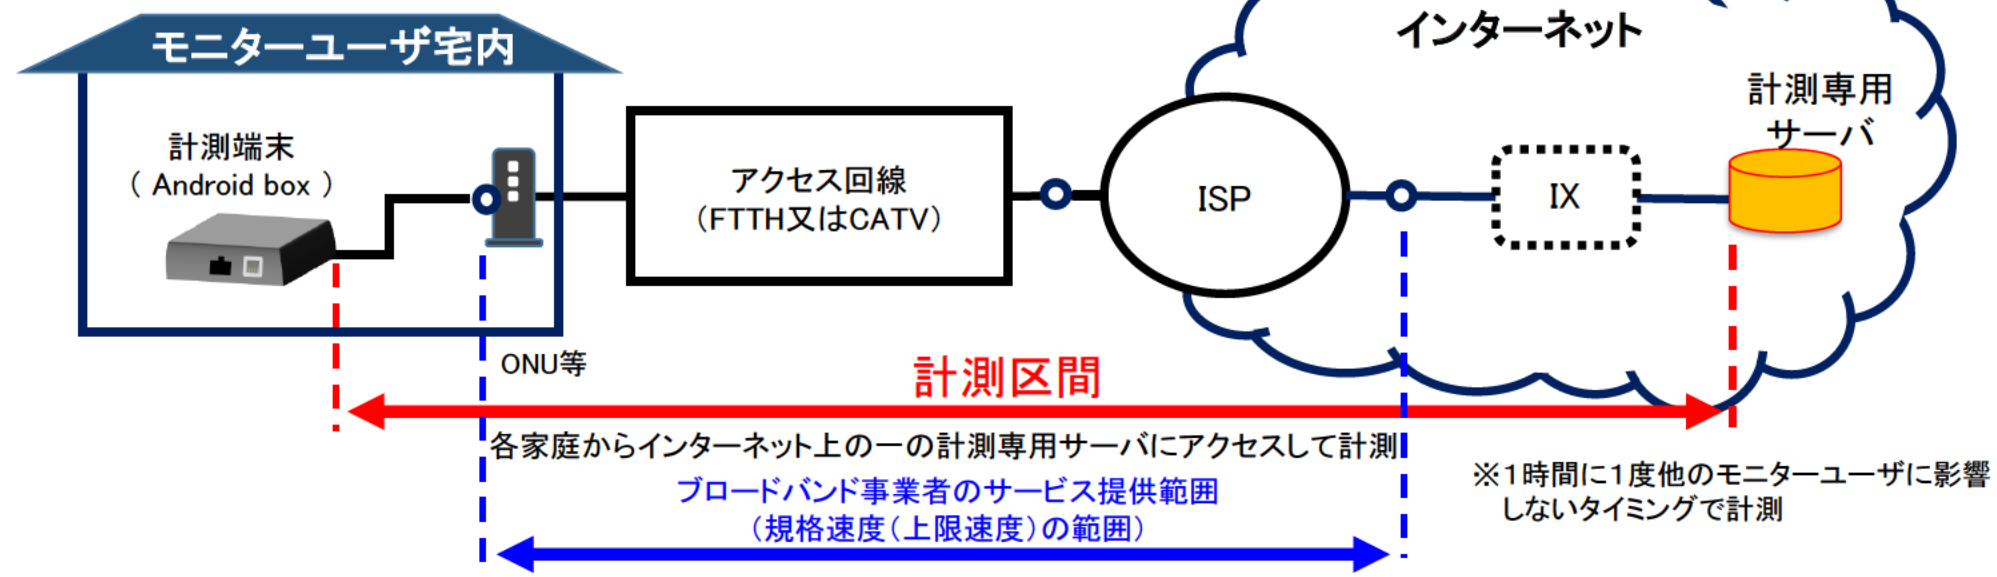 モニターユーザ宅内
インターネット
計測専用
サーバ
計測端末
( Android box )
アクセス回線
(FTTH又はCATV)
ISP
IX
ONU等
計測区間
各家庭からインターネット上の一の計測専用サーバにアクセスして計測
ブロードバンド事業者のサービス提供範囲
(規格速度(上限速度)の範囲)
※1時間に1度他のモニターユーザに影響
しないタイミングで計測